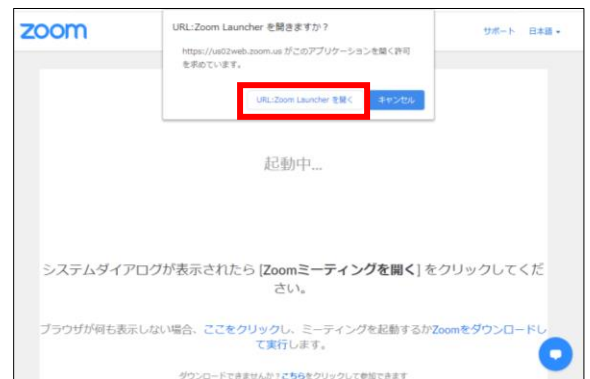 zoom
サポート 日本語
URL:Zoom Launcher を開きますか？
https://us02web.zoom.us がこのアプリケーションを開く許可
を求めています。
URL:Zoom Launcher を開く キャンセル
起動中...
システムダイアログが表示されたら [Zoomミーティングを開く] をクリックしてくだ
さい。
ブラウザが何も表示しない場合、ここをクリックし、ミーティングを起動するかZoomをダウンロードし
て実行します。
ダウンロードできませんか？こちらをクリックして参加できます